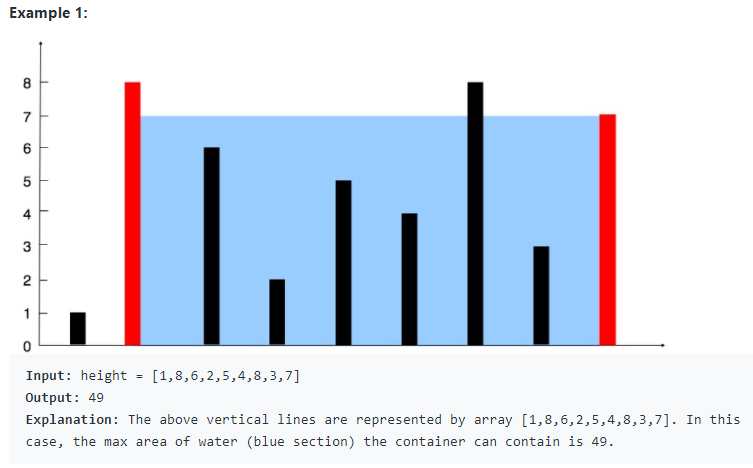 Example 1:
8
7
6
5
4
3
2
1
0
Input: height = [1,8,6,2,5,4,8,3,7]
Output: 49
Explanation: The above vertical lines are represented by array [1,8,6,2,5,4,8,3,7]. In this
case, the max area of water (blue section) the container can contain is 49.